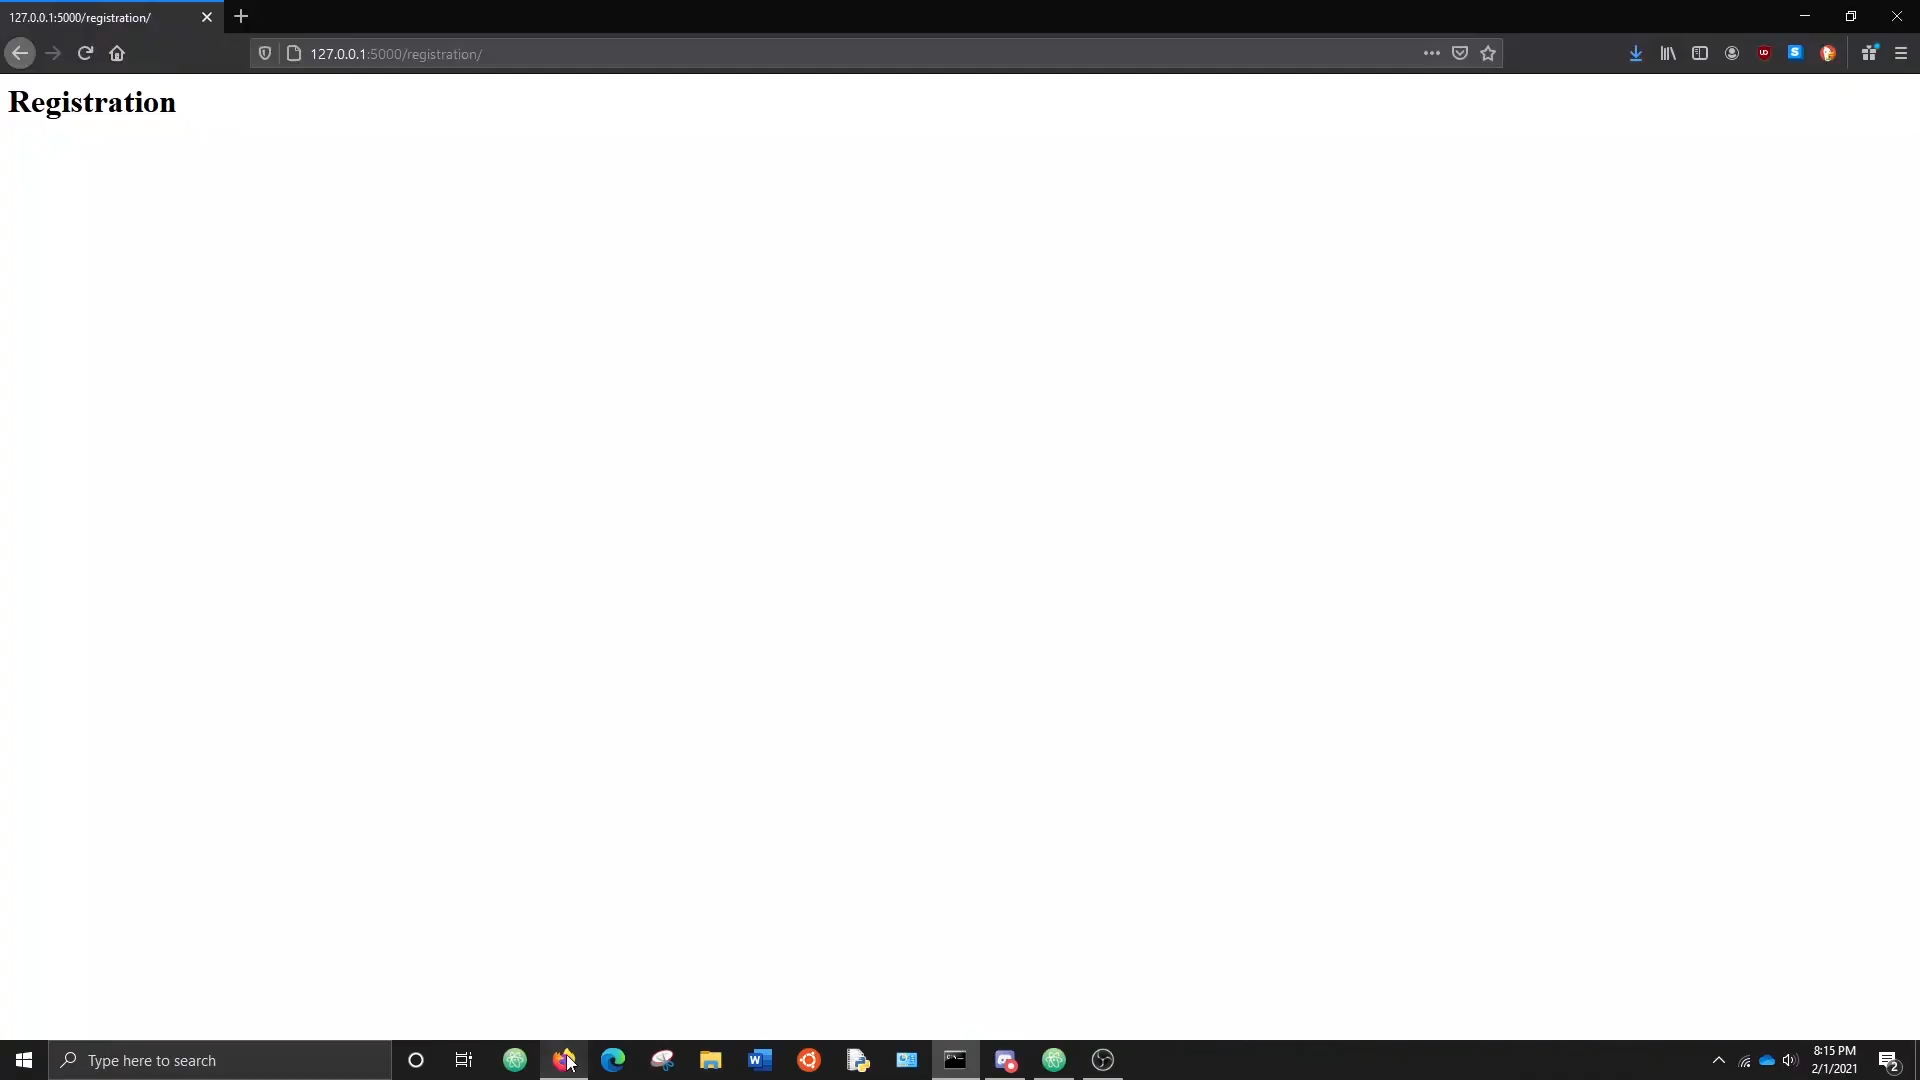 127.0.0.1:5000/registration/
127.0.0.1:5000/registration/
Registration
Type here to search
8:15 PM
2/1/2021
2